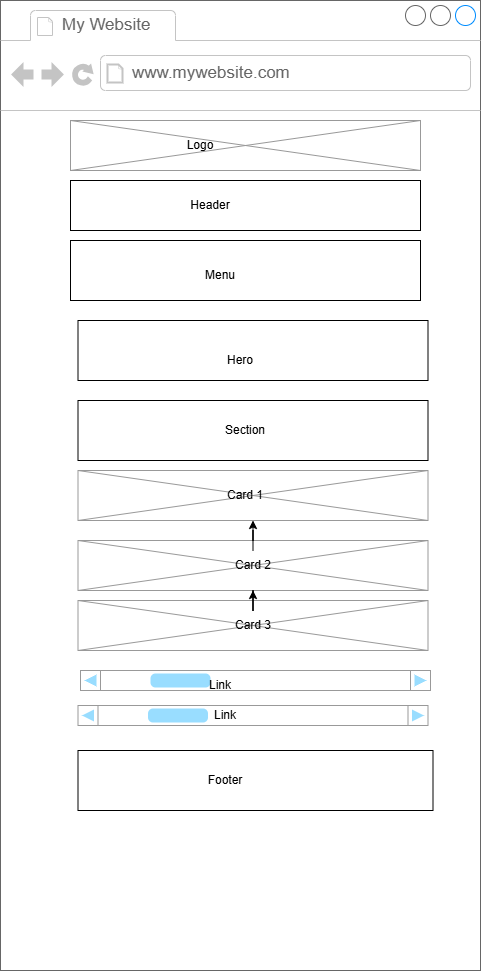 My Website
www.mywebsite.com
Logo
Header
Menu
Hero
Section
Card 1
Card 2
Card 3
Link
Link
Footer